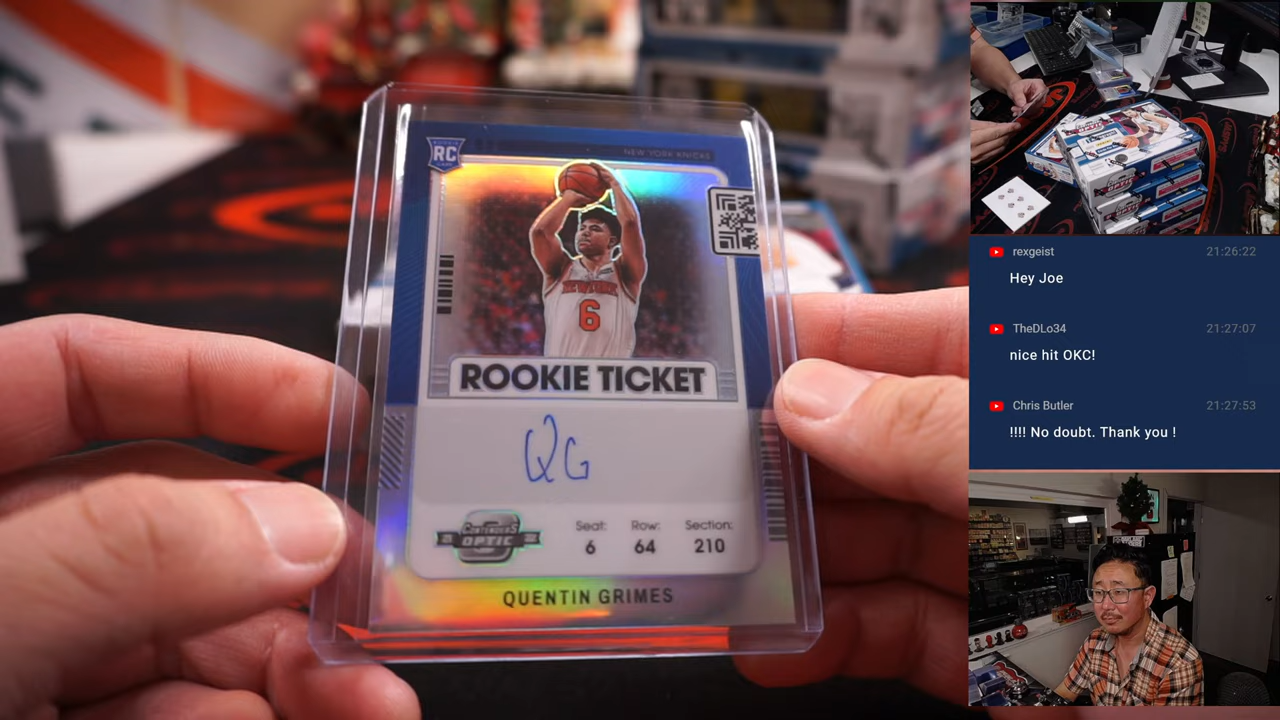 RC
NEW YORK KNICKS
NEW YORK
6
ROOKIE TICKET
QG
CONTENDERS
OPTIC
Seat: Row: Section:
6 64 210
QUENTIN GRIMES
OPTIC
rexgeist 21:26:22
Hey Joe
TheDLo34 21:27:07
nice hit OKC!
Chris Butler 21:27:53
!!!! No doubt. Thank you !